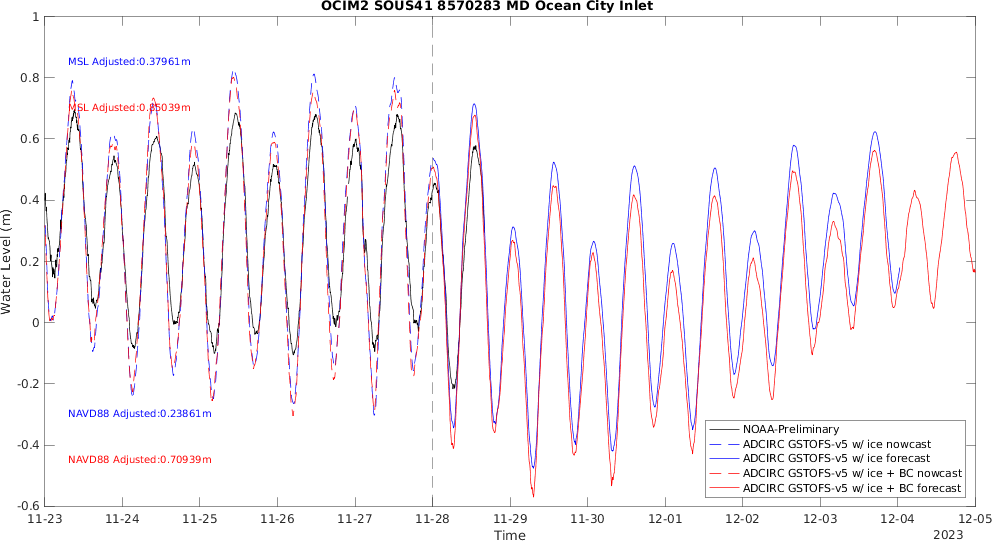 OCIM2 SOUS41 8570283 MD Ocean City Inlet
Water Level (m)
1
0.8
0.6
0.4
0.2
0
-0.2
-0.4
-0.6
MSL Adjusted:0.37961m
MSL Adjusted:0.85039m
NAVD88 Adjusted:0.23861m
NAVD88 Adjusted:0.70939m
NOAA-Preliminary
ADCIRC GSTOFS-v5 w/ ice nowcast
ADCIRC GSTOFS-v5 w/ ice forecast
ADCIRC GSTOFS-v5 w/ ice + BC nowcast
ADCIRC GSTOFS-v5 w/ ice + BC forecast
11-23 11-24 11-25 11-26 11-27 11-28 11-29 11-30 12-01 12-02 12-03 12-04 12-05
Time
2023